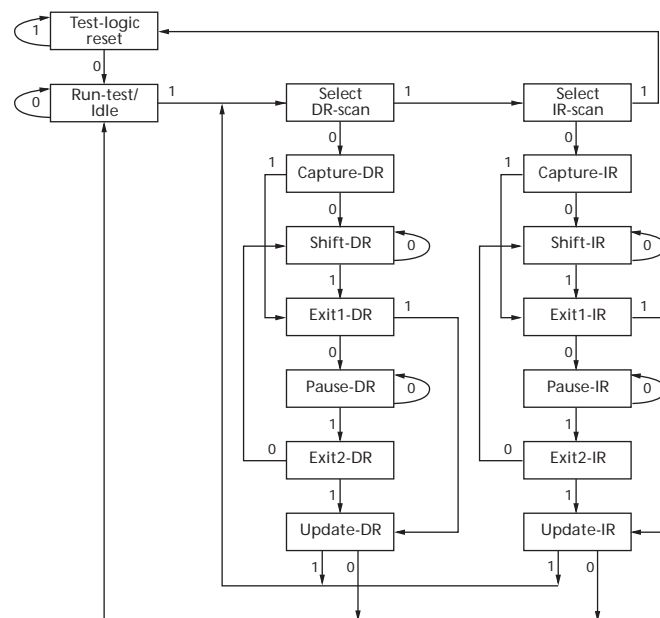 Test-logic
reset
1
0
Run-test/
Idle
0
1
Select
DR-scan
1
Select
IR-scan
1
0
0
1
Capture-DR
1
Capture-IR
0
0
Shift-DR
0
Shift-IR
0
1
1
Exit1-DR
1
Exit1-IR
1
0
0
Pause-DR
0
Pause-IR
0
1
1
0
Exit2-DR
0
Exit2-IR
1
1
Update-DR
Update-IR
1
0
1
0